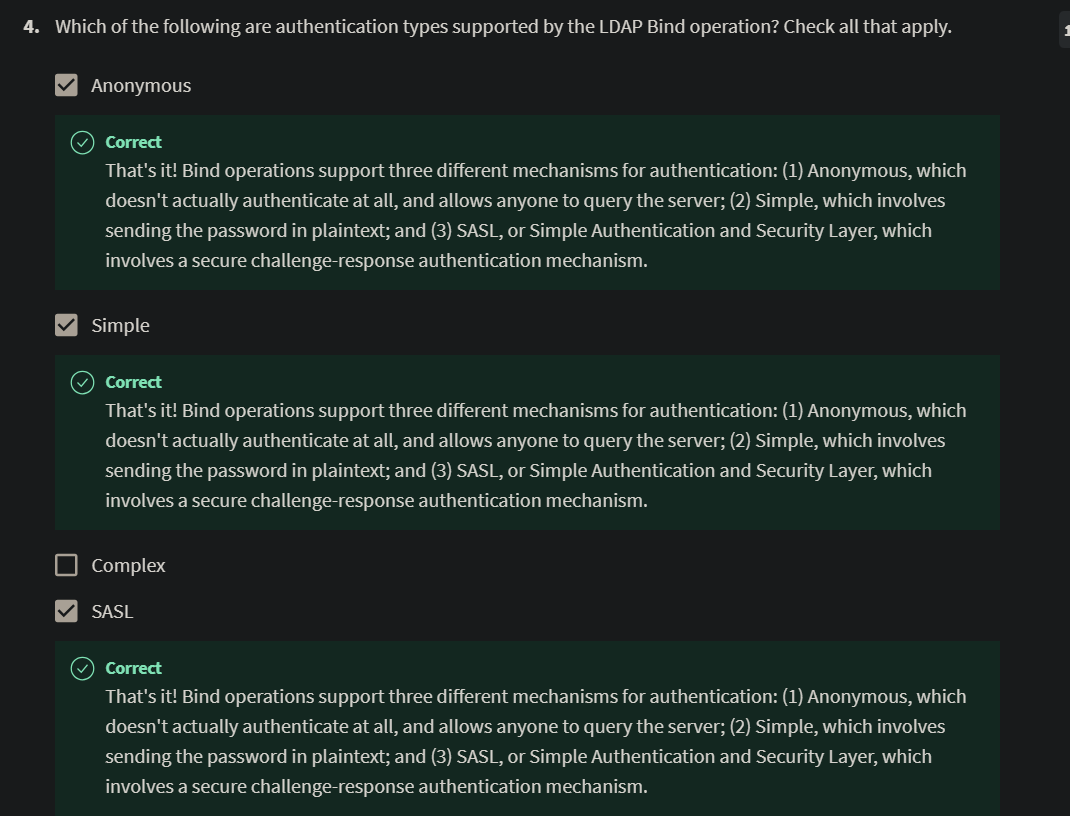 4. Which of the following are authentication types supported by the LDAP Bind operation? Check all that apply.
Anonymous
Correct
That's it! Bind operations support three different mechanisms for authentication: (1) Anonymous, which
doesn't actually authenticate at all, and allows anyone to query the server; (2) Simple, which involves
sending the password in plaintext; and (3) SASL, or Simple Authentication and Security Layer, which
involves a secure challenge-response authentication mechanism.
Simple
Correct
That's it! Bind operations support three different mechanisms for authentication: (1) Anonymous, which
doesn't actually authenticate at all, and allows anyone to query the server; (2) Simple, which involves
sending the password in plaintext; and (3) SASL, or Simple Authentication and Security Layer, which
involves a secure challenge-response authentication mechanism.
Complex
SASL
Correct
That's it! Bind operations support three different mechanisms for authentication: (1) Anonymous, which
doesn't actually authenticate at all, and allows anyone to query the server; (2) Simple, which involves
sending the password in plaintext; and (3) SASL, or Simple Authentication and Security Layer, which
involves a secure challenge-response authentication mechanism.